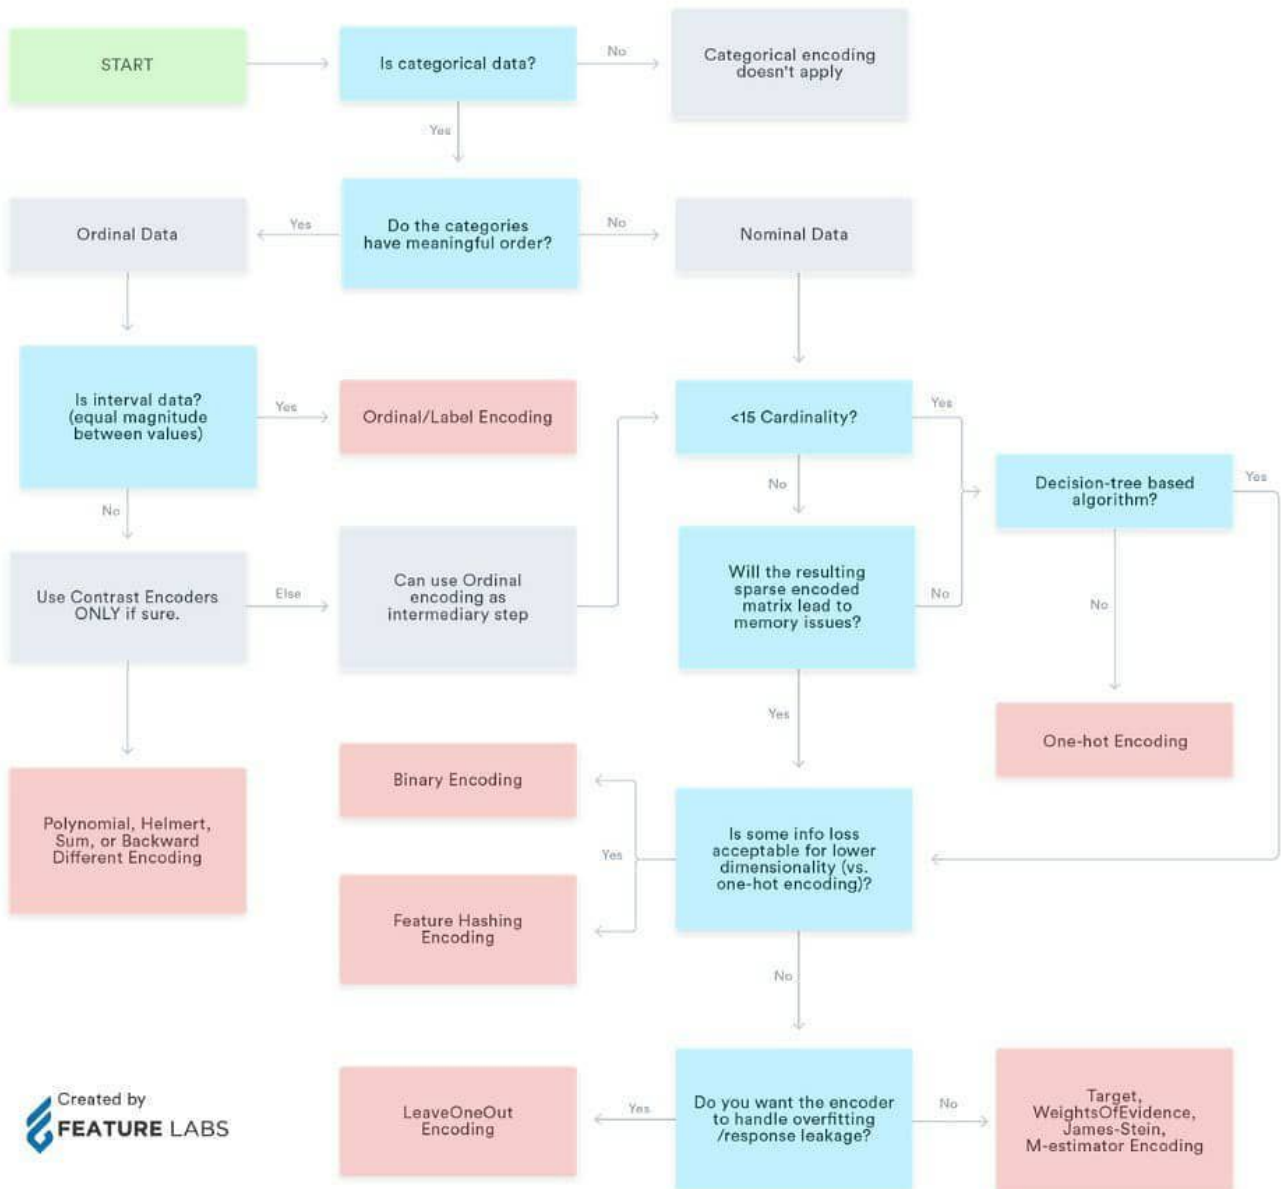 START
Is categorical data?
No
Categorical encoding
doesn't apply
Yes
Ordinal Data
Yes
Do the categories
have meaningful order?
No
Nominal Data
Is interval data?
(equal magnitude
between values)
Yes
Ordinal/Label Encoding
<15 Cardinality?
Yes
No
Decision-tree based
algorithm?
Yes
No
Use Contrast Encoders
ONLY if sure.
Else
Can use Ordinal
encoding as
intermediary step
Will the resulting
sparse encoded
matrix lead to
memory issues?
No
No
Yes
One-hot Encoding
Polynomial, Helmert,
Sum, or Backward
Different Encoding
Binary Encoding
Yes
Feature Hashing
Encoding
Is some info loss
acceptable for lower
dimensionality (vs.
one-hot encoding)?
No
Created by
FEATURE LABS
LeaveOneOut
Encoding
Yes
Do you want the encoder
to handle overfitting
/response leakage?
No
Target,
WeightsOfEvidence,
James-Stein,
M-estimator Encoding